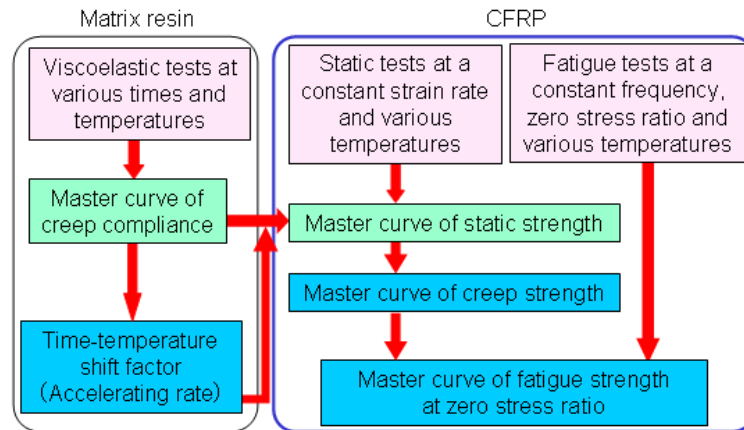 Matrix resin
CFRP
Viscoelastic tests at
various times and
temperatures
Static tests at a
constant strain rate
and various
temperatures
Fatigue tests at a
constant frequency,
zero stress ratio and
various temperatures
Master curve of
creep compliance
Master curve of static strength
Master curve of creep strength
Time-temperature
shift factor
(Accelerating rate)
Master curve of fatigue strength
at zero stress ratio